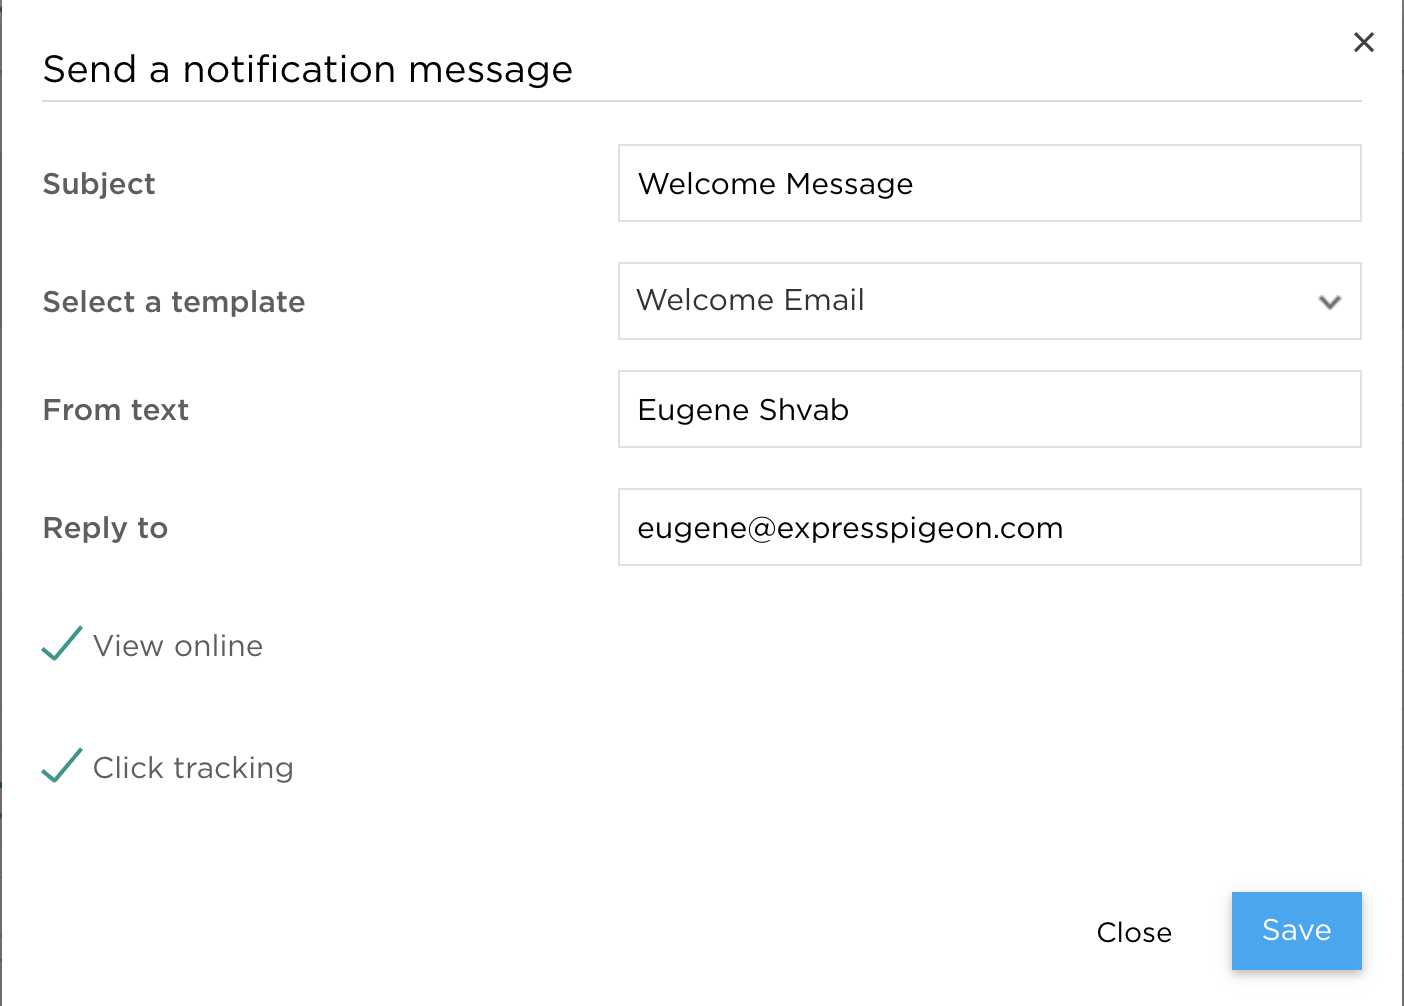 Send a notification message
Subject
Welcome Message
Select a template
Welcome Email
From text
Eugene Shvab
Reply to
eugene@expresspigeon.com
View online
Click tracking
Close
Save